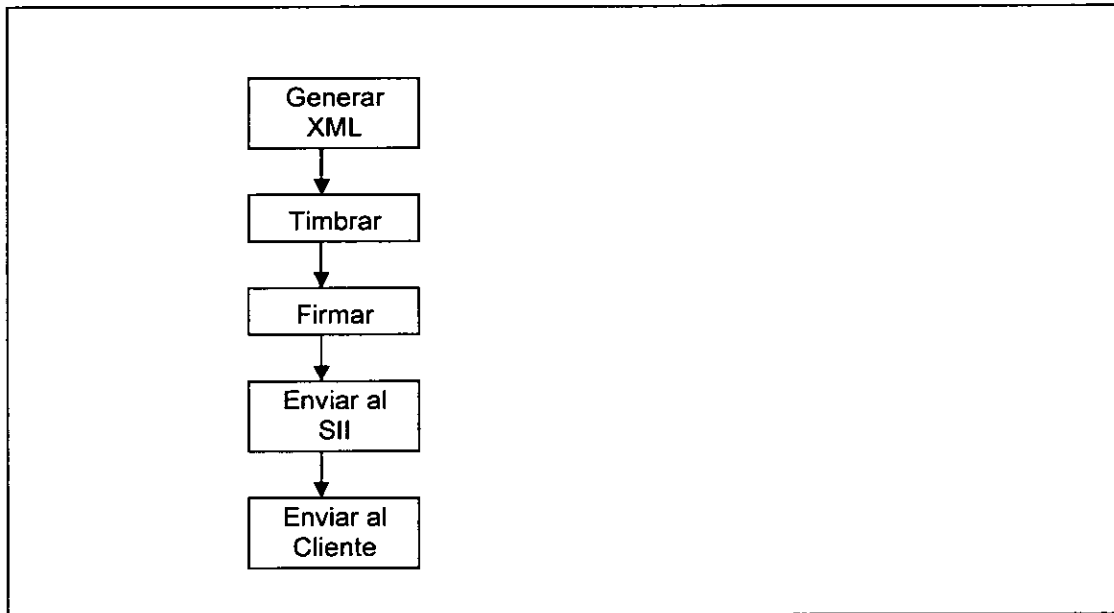 Generar
XML
Timbrar
Firmar
Enviar al
SII
Enviar al
Cliente